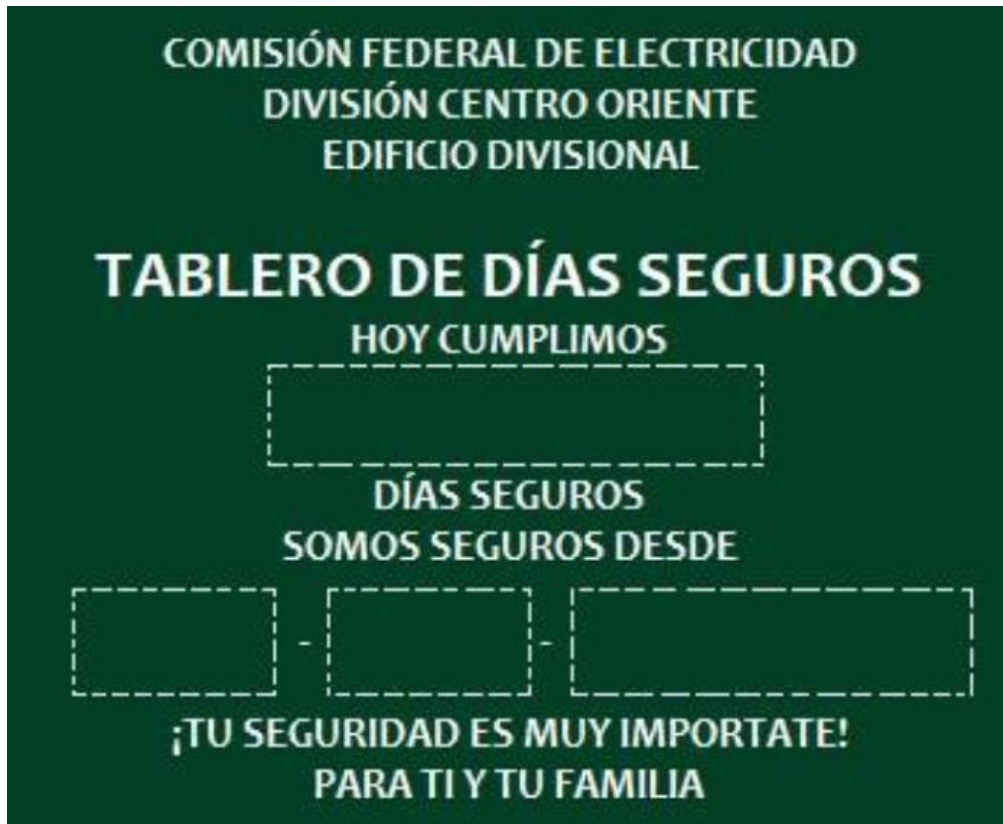 COMISIÓN FEDERAL DE ELECTRICIDAD
DIVISIÓN CENTRO ORIENTE
EDIFICIO DIVISIONAL
TABLERO DE DÍAS SEGUROS
HOY CUMPLIMOS
DÍAS SEGUROS
SOMOS SEGUROS DESDE
- -
¡TU SEGURIDAD ES MUY IMPORTATE!
PARA TI Y TU FAMILIA